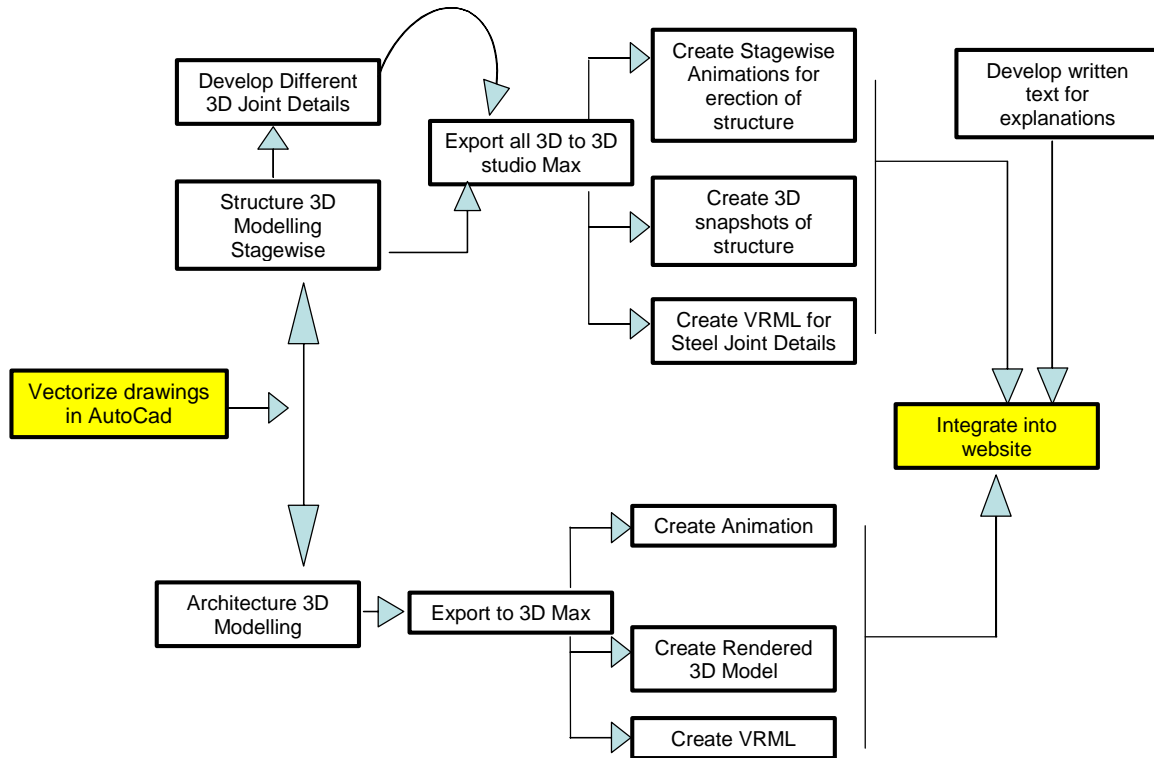 Develop Different
3D Joint Details
Structure 3D
Modelling
Stagewise
Export all 3D to 3D
studio Max
Create Stagewise
Animations for
erection of
structure
Create 3D
snapshots of
structure
Create VRML for
Steel Joint Details
Develop written
text for
explanations
Vectorize drawings
in AutoCad
Integrate into
website
Architecture 3D
Modelling
Export to 3D Max
Create Animation
Create Rendered
3D Model
Create VRML